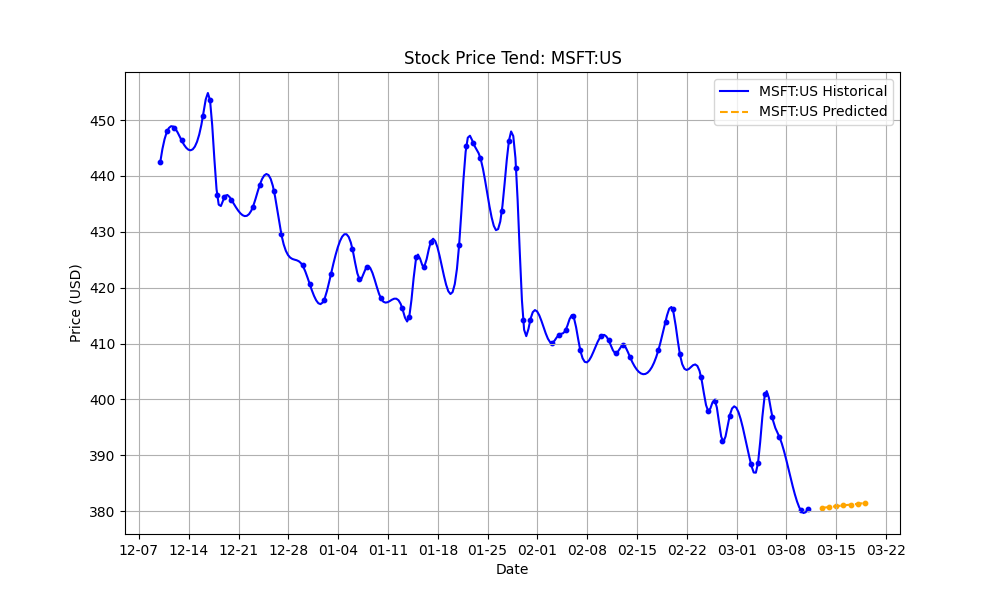 Stock Price Tend: MSFT:US
MSFT:US Historical
MSFT:US Predicted
450
440
430
420
410
400
390
380
Price (USD)
12-07 12-14 12-21 12-28 01-04 01-11 01-18 01-25 02-01 02-08 02-15 02-22 03-01 03-08 03-15 03-22
Date